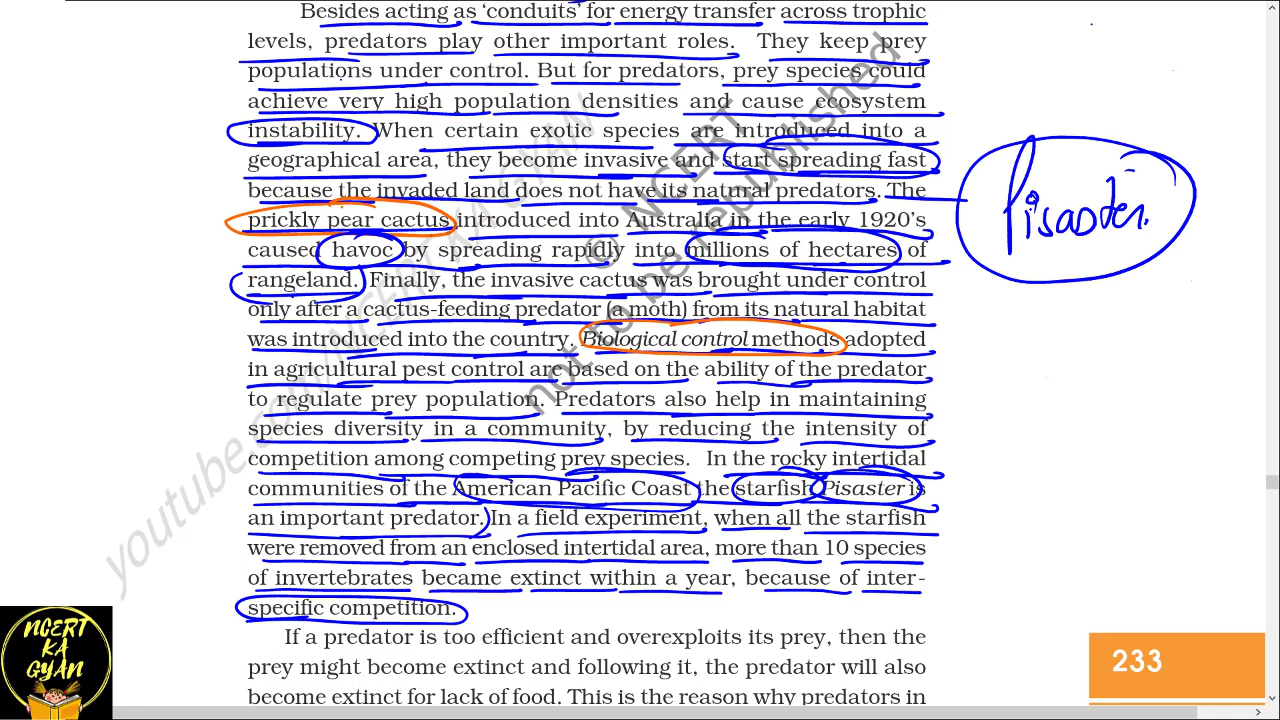 Besides acting as ‘conduits’ for energy transfer across trophic
levels, predators play other important roles. They keep prey
populations under control. But for predators, prey species could
achieve very high population densities and cause ecosystem
instability. When certain exotic species are introduced into a
geographical area, they become invasive and start spreading fast
because the invaded land does not have its natural predators. The
prickly pear cactus introduced into Australia in the early 1920’s
caused havoc by spreading rapidly into millions of hectares of
rangeland. Finally, the invasive cactus was brought under control
only after a cactus-feeding predator (a moth) from its natural habitat
was introduced into the country. Biological control methods adopted
in agricultural pest control are based on the ability of the predator
to regulate prey population. Predators also help in maintaining
species diversity in a community, by reducing the intensity of
competition among competing prey species. In the rocky intertidal
communities of the American Pacific Coast the starfish Pisaster is
an important predator. In a field experiment, when all the starfish
were removed from an enclosed intertidal area, more than 10 species
of invertebrates became extinct within a year, because of inter-
specific competition.
If a predator is too efficient and overexploits its prey, then the
prey might become extinct and following it, the predator will also
become extinct for lack of food. This is the reason why predators in
Pisaster
233
NCERT
KA
GYAN
© NCERT
not to be republished
youtube.com/NCERT KA GYAN